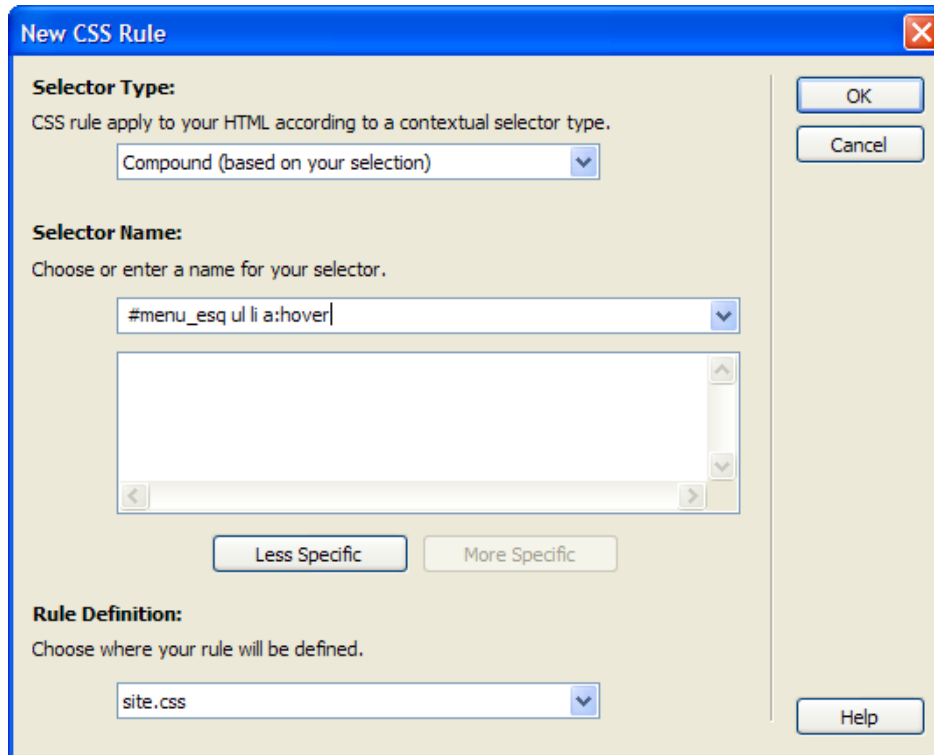 New CSS Rule
Selector Type:
CSS rule apply to your HTML according to a contextual selector type.
Compound (based on your selection)
OK
Cancel
Selector Name:
Choose or enter a name for your selector.
#menu_esq ul li a:hover
Less Specific
More Specific
Rule Definition:
Choose where your rule will be defined.
site.css
Help